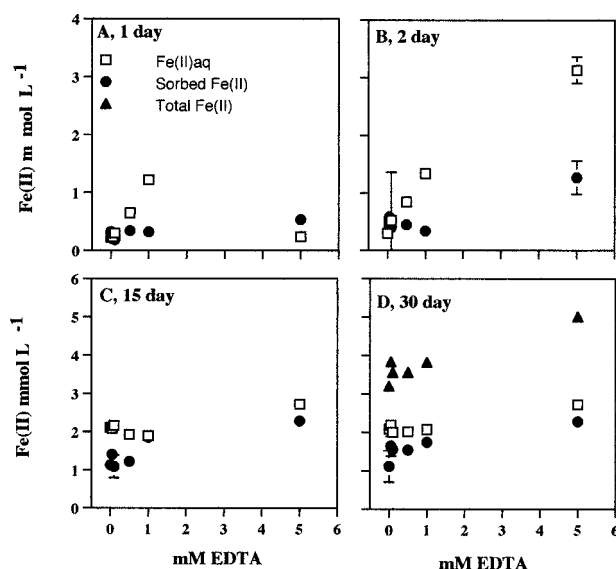 A, 1 day
B, 2 day
Fe(II)aq
Sorbed Fe(II)
Total Fe(II)
Fe(II) m mol L -1
4
3
2
1
0
C, 15 day
D, 30 day
Fe(II) mmol L -1
6
5
4
3
2
1
0
0 1 2 3 4 5 6
0 1 2 3 4 5 6
mM EDTA
mM EDTA